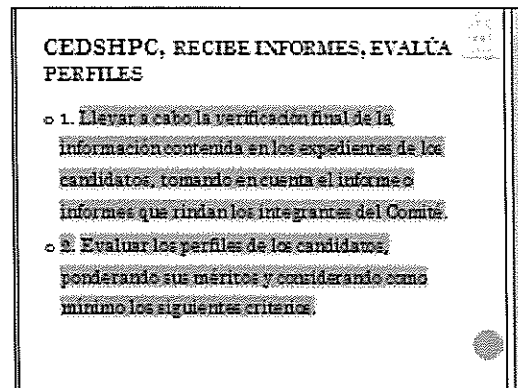 CEDSHPC, RECIBE INFORMES, EVALÚA
PERFILES
1. Llevar a cabo la verificación final de la
información contenida en los expedientes de los
candidatos, tomando en cuenta el informe o
informes que rindan los integrantes del Comité.
2. Evaluar los perfiles de los candidatos,
ponderando sus méritos y considerando como
mínimo los siguientes criterios: